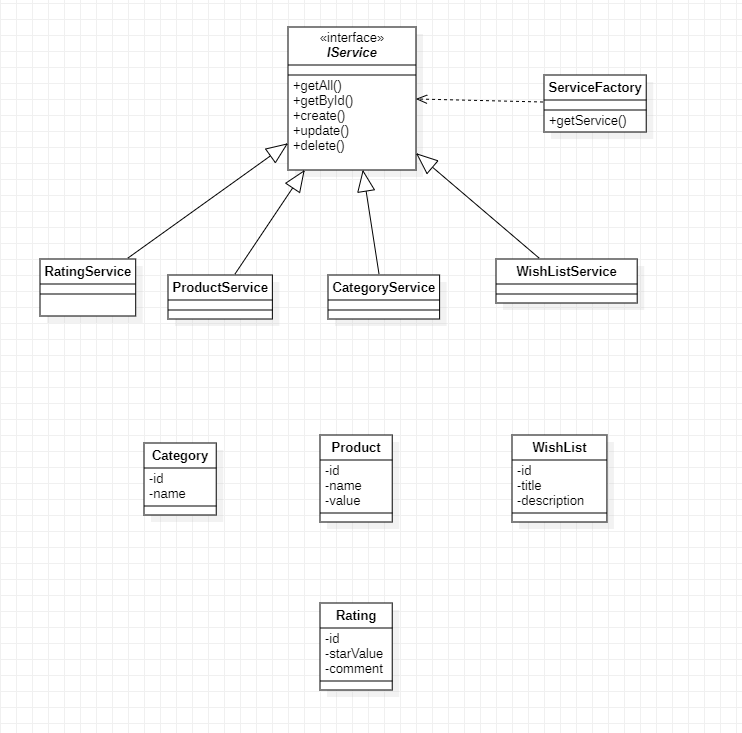 «interface»
IService
+getAll()
+getById()
+create()
+update()
+delete()
ServiceFactory
+getService()
RatingService
ProductService
CategoryService
WishListService
Category
-id
-name
Product
-id
-name
-value
WishList
-id
-title
-description
Rating
-id
-starValue
-comment